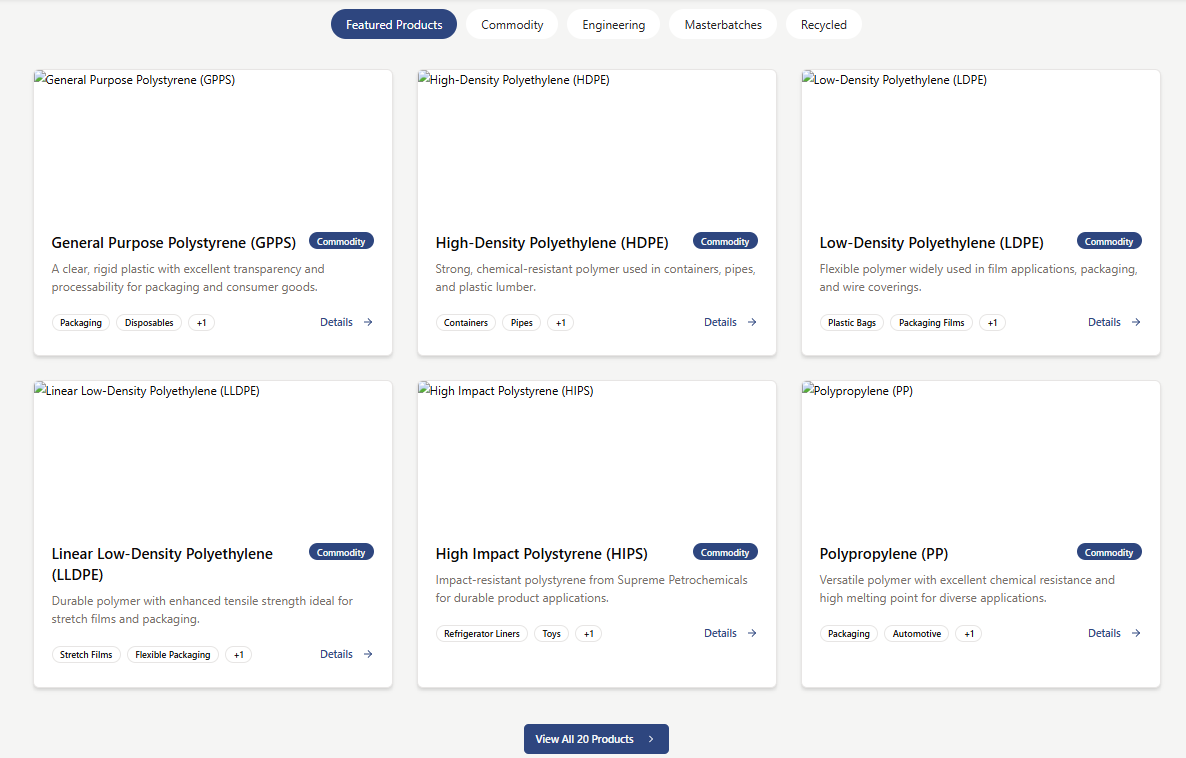 Featured Products Commodity Engineering Masterbatches Recycled
General Purpose Polystyrene (GPPS)
General Purpose Polystyrene (GPPS) Commodity
A clear, rigid plastic with excellent transparency and
processability for packaging and consumer goods.
Packaging Disposables +1 Details →
High-Density Polyethylene (HDPE)
High-Density Polyethylene (HDPE) Commodity
Strong, chemical-resistant polymer used in containers, pipes,
and plastic lumber.
Containers Pipes +1 Details →
Low-Density Polyethylene (LDPE)
Low-Density Polyethylene (LDPE) Commodity
Flexible polymer widely used in film applications, packaging,
and wire coverings.
Plastic Bags Packaging Films +1 Details →
Linear Low-Density Polyethylene (LLDPE)
Linear Low-Density Polyethylene Commodity
(LLDPE)
Durable polymer with enhanced tensile strength ideal for
stretch films and packaging.
Stretch Films Flexible Packaging +1 Details →
High Impact Polystyrene (HIPS)
High Impact Polystyrene (HIPS) Commodity
Impact-resistant polystyrene from Supreme Petrochemicals
for durable product applications.
Refrigerator Liners Toys +1 Details →
Polypropylene (PP)
Polypropylene (PP) Commodity
Versatile polymer with excellent chemical resistance and
high melting point for diverse applications.
Packaging Automotive +1 Details →
View All 20 Products >